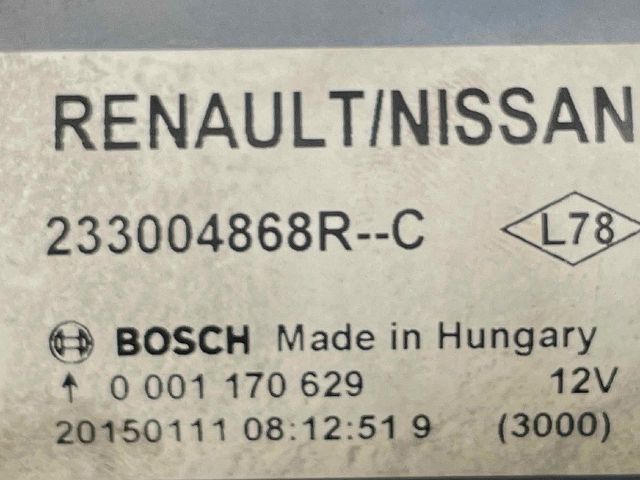 RENAULT/NISSAN
233004868R--C L78
BOSCH Made in Hungary
↑ 0 001 170 629 12V
20150111 08:12:51 9 (3000)